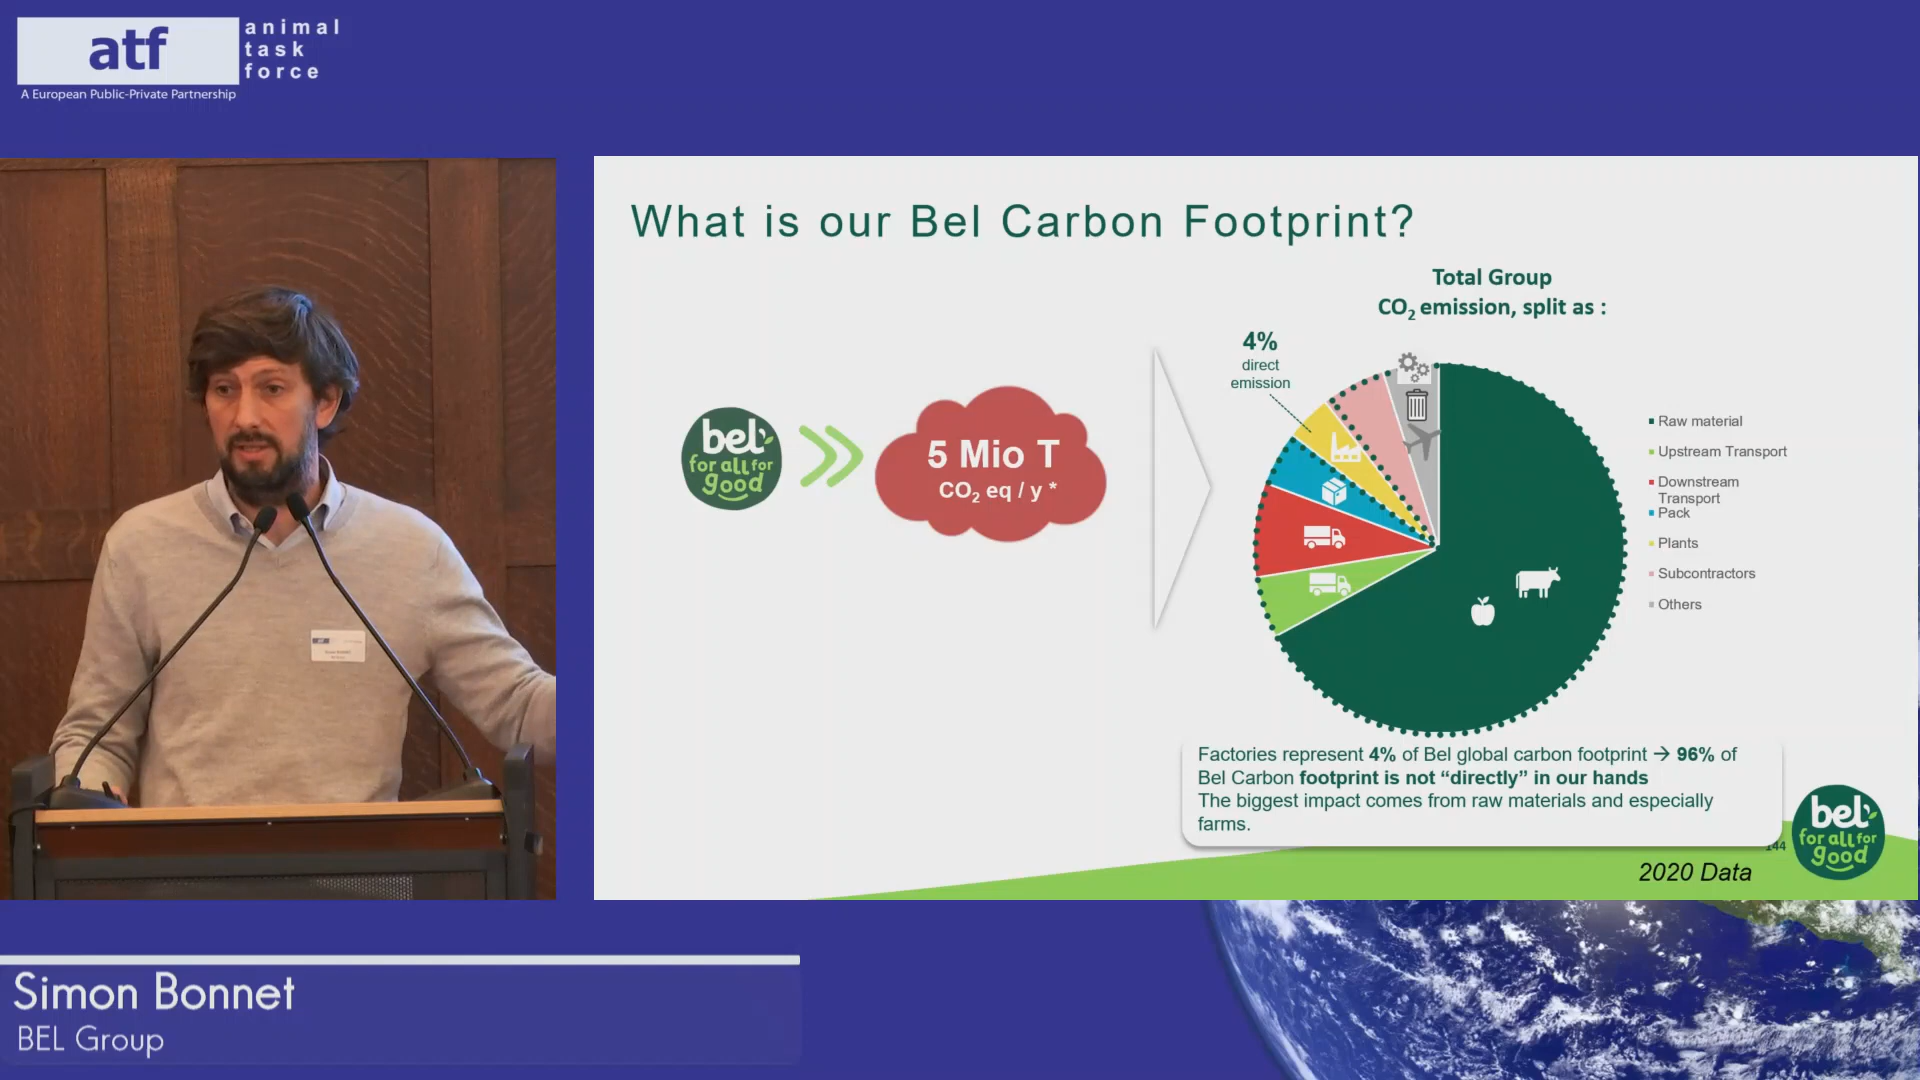 atf
animal
task
force
A European Public-Private Partnership
What is our Bel Carbon Footprint?
Total Group
CO2 emission, split as :
4%
direct
emission
bel
for all for
good
5 Mio T
CO2 eq / y *
Raw material
Upstream Transport
Downstream
Transport
Pack
Plants
Subcontractors
Others
Factories represent 4% of Bel global carbon footprint → 96% of
Bel Carbon footprint is not “directly” in our hands
The biggest impact comes from raw materials and especially
farms.
bel
for all for
good
144
2020 Data
Simon Bonnet
BEL Group